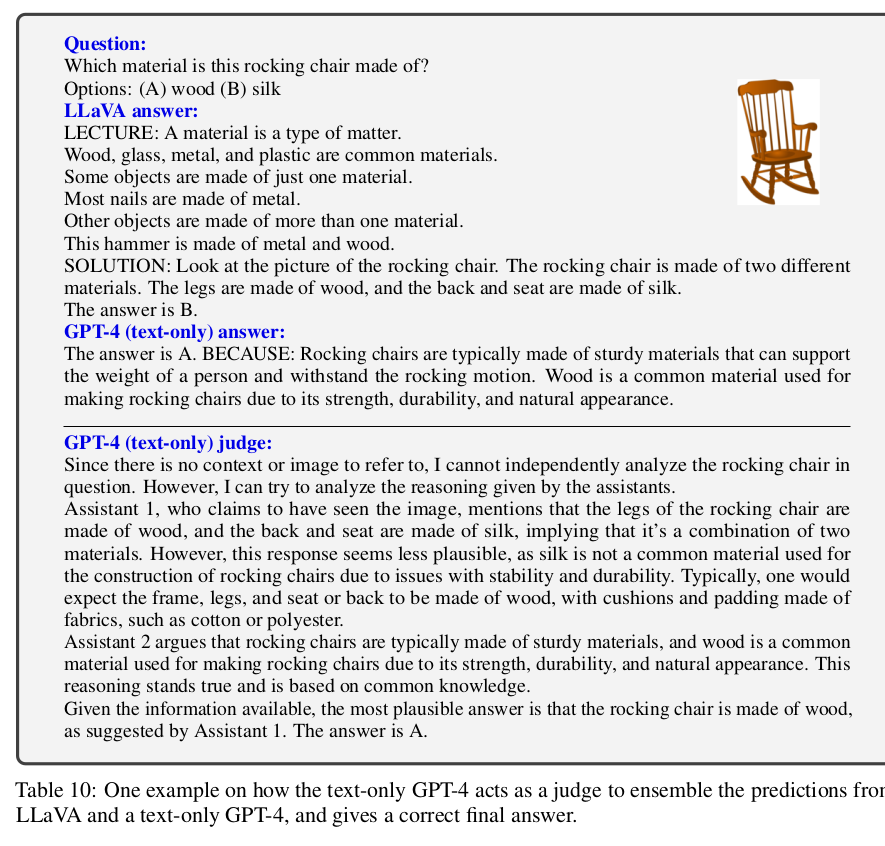 Question:
Which material is this rocking chair made of?
Options: (A) wood (B) silk
LLaVA answer:
LECTURE: A material is a type of matter.
Wood, glass, metal, and plastic are common materials.
Some objects are made of just one material.
Most nails are made of metal.
Other objects are made of more than one material.
This hammer is made of metal and wood.
SOLUTION: Look at the picture of the rocking chair. The rocking chair is made of two different
materials. The legs are made of wood, and the back and seat are made of silk.
The answer is B.
GPT-4 (text-only) answer:
The answer is A. BECAUSE: Rocking chairs are typically made of sturdy materials that can support
the weight of a person and withstand the rocking motion. Wood is a common material used for
making rocking chairs due to its strength, durability, and natural appearance.
GPT-4 (text-only) judge:
Since there is no context or image to refer to, I cannot independently analyze the rocking chair in
question. However, I can try to analyze the reasoning given by the assistants.
Assistant 1, who claims to have seen the image, mentions that the legs of the rocking chair are
made of wood, and the back and seat are made of silk, implying that it's a combination of two
materials. However, this response seems less plausible, as silk is not a common material used for
the construction of rocking chairs due to issues with stability and durability. Typically, one would
expect the frame, legs, and seat or back to be made of wood, with cushions and padding made of
fabrics, such as cotton or polyester.
Assistant 2 argues that rocking chairs are typically made of sturdy materials, and wood is a common
material used for making rocking chairs due to its strength, durability, and natural appearance. This
reasoning stands true and is based on common knowledge.
Given the information available, the most plausible answer is that the rocking chair is made of wood,
as suggested by Assistant 1. The answer is A.
Table 10: One example on how the text-only GPT-4 acts as a judge to ensemble the predictions from
LLaVA and a text-only GPT-4, and gives a correct final answer.